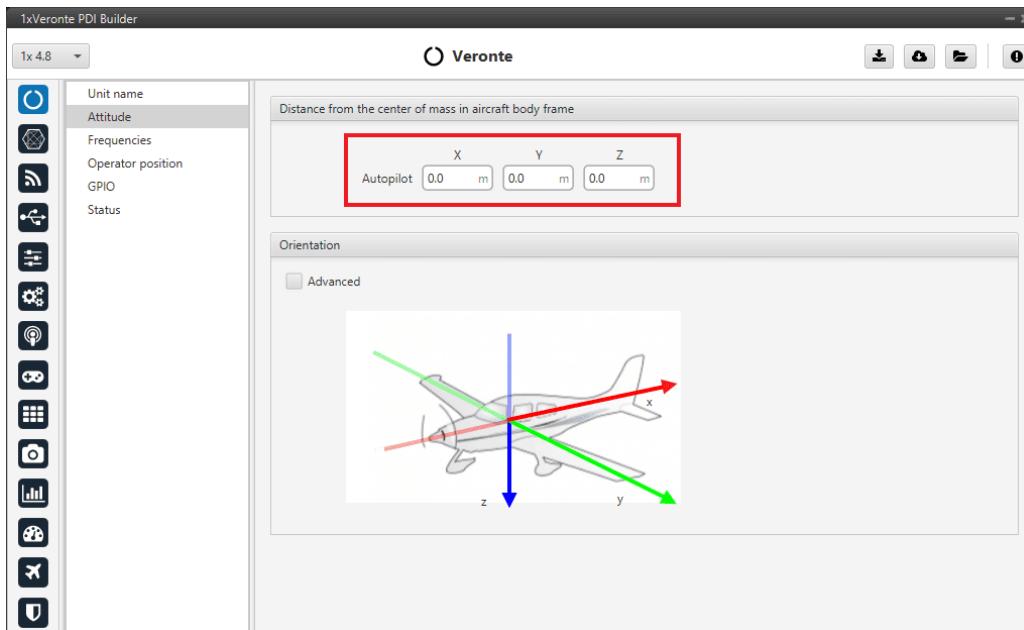 1xVeronte PDI Builder
1x 4.8
Veronte
Unit name
Attitude
Frequencies
Operator position
GPIO
Status
Distance from the center of mass in aircraft body frame
X Y Z
Autopilot 0.0 m 0.0 m 0.0 m
Orientation
Advanced
x
z
y